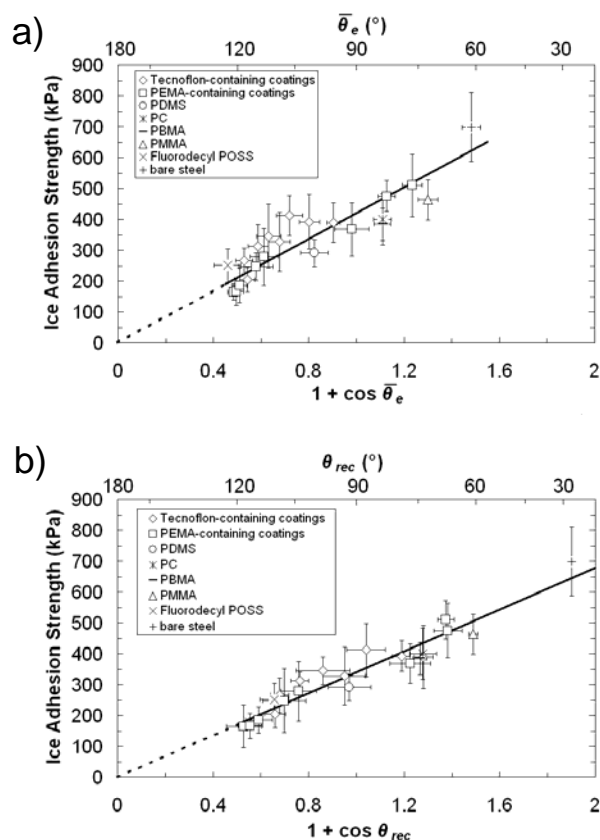 a)
θ̅e (°)
180 150 120 90 60 30
Ice Adhesion Strength (kPa)
900
800
700
600
500
400
300
200
100
0
Tecnoflon-containing coatings
PEMA-containing coatings
PDMS
PC
PBMA
PMMA
Fluorodecyl POSS
bare steel
0 0.4 0.8 1.2 1.6 2
1 + cos θ̅e
b)
θrec (°)
180 150 120 90 60 30
Ice Adhesion Strength (kPa)
900
800
700
600
500
400
300
200
100
0
Tecnoflon-containing coatings
PEMA-containing coatings
PDMS
PC
PBMA
PMMA
Fluorodecyl POSS
bare steel
0 0.4 0.8 1.2 1.6 2
1 + cos θrec